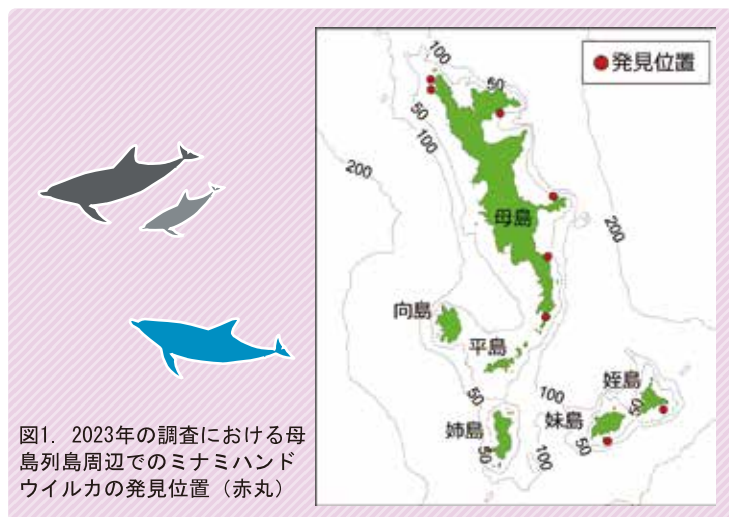 100
●発見位置
50
50
100
200
200
母島
向島
平島
50
100
姪島
50
妹島
姉島
50
50
100
図1. 2023年の調査における母
島列島周辺でのミナミハンド
ウイルカの発見位置（赤丸）